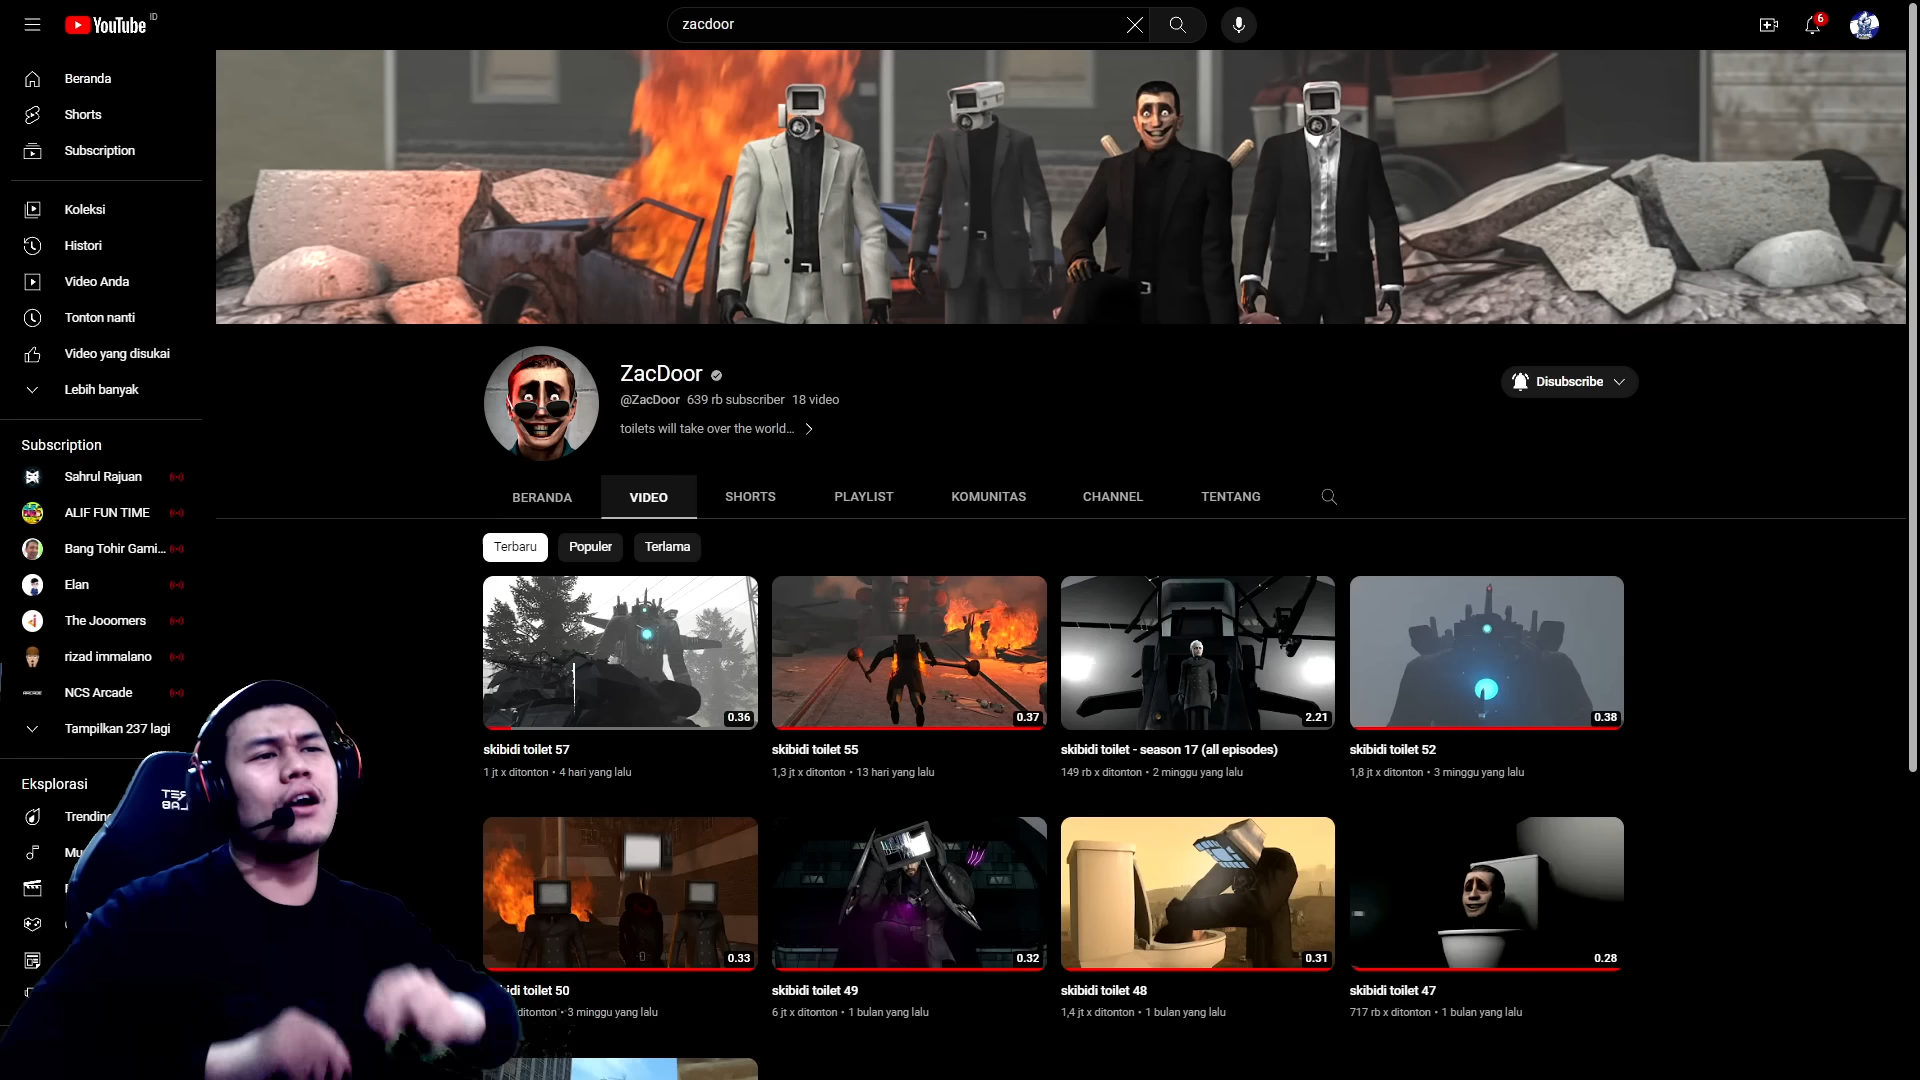 YouTube ID
zacdoor
6
Beranda
Shorts
Subscription
Koleksi
Histori
Video Anda
Tonton nanti
Video yang disukai
Lebih banyak
Subscription
Sahrul Rajuan
ALIF FUN TIME
Bang Tohir Gami...
Elan
The Jooomers
rizad immalano
NCS Arcade
Tampilkan 237 lagi
Eksplorasi
Trending
Mu
ZacDoor
@ZacDoor 639 rb subscriber 18 video
toilets will take over the world...
Disubscribe
BERANDA VIDEO SHORTS PLAYLIST KOMUNITAS CHANNEL TENTANG
Terbaru Populer Terlama
0.36 0.37 2.21 0.38
skibidi toilet 57
1 jt x ditonton • 4 hari yang lalu
skibidi toilet 55
1,3 jt x ditonton • 13 hari yang lalu
skibidi toilet - season 17 (all episodes)
149 rb x ditonton • 2 minggu yang lalu
skibidi toilet 52
1,8 jt x ditonton • 3 minggu yang lalu
0.33 0.32 0.31 0.28
idi toilet 50
ditonton • 3 minggu yang lalu
skibidi toilet 49
6 jt x ditonton • 1 bulan yang lalu
skibidi toilet 48
1,4 jt x ditonton • 1 bulan yang lalu
skibidi toilet 47
717 rb x ditonton • 1 bulan yang lalu